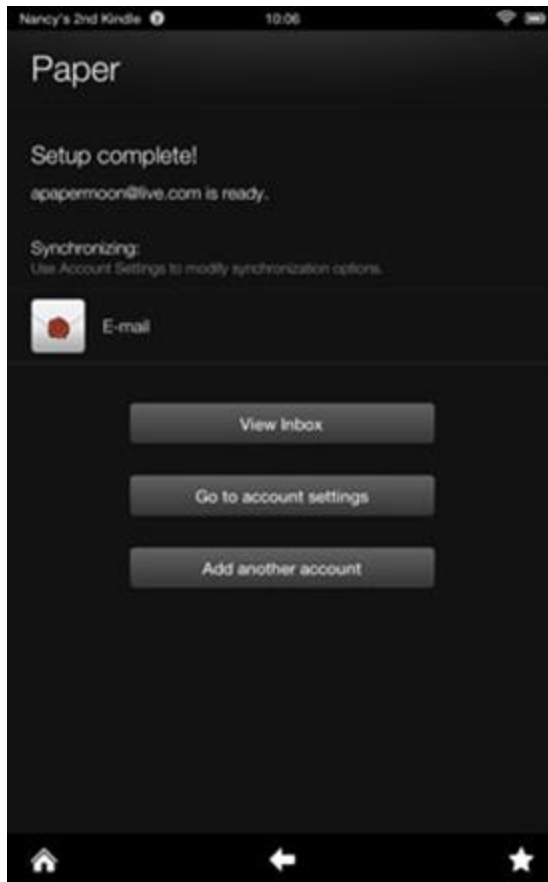 Nancy's 2nd Kindle 10:06
Paper
Setup complete!
apapermoon@live.com is ready.
Synchronizing:
Use Account Settings to modify synchronization options.
E-mail
View Inbox
Go to account settings
Add another account